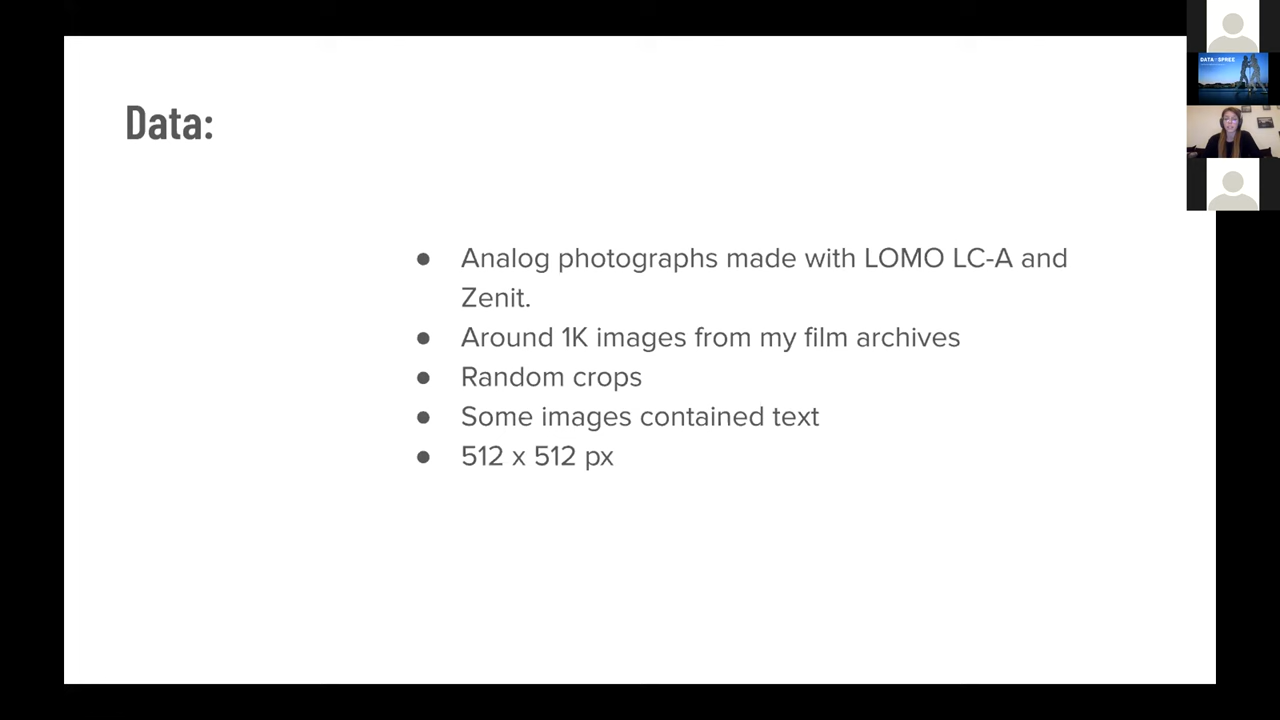 Data:
● Analog photographs made with LOMO LC-A and
Zenit.
● Around 1K images from my film archives
● Random crops
● Some images contained text
● 512 x 512 px
DATA SPREE